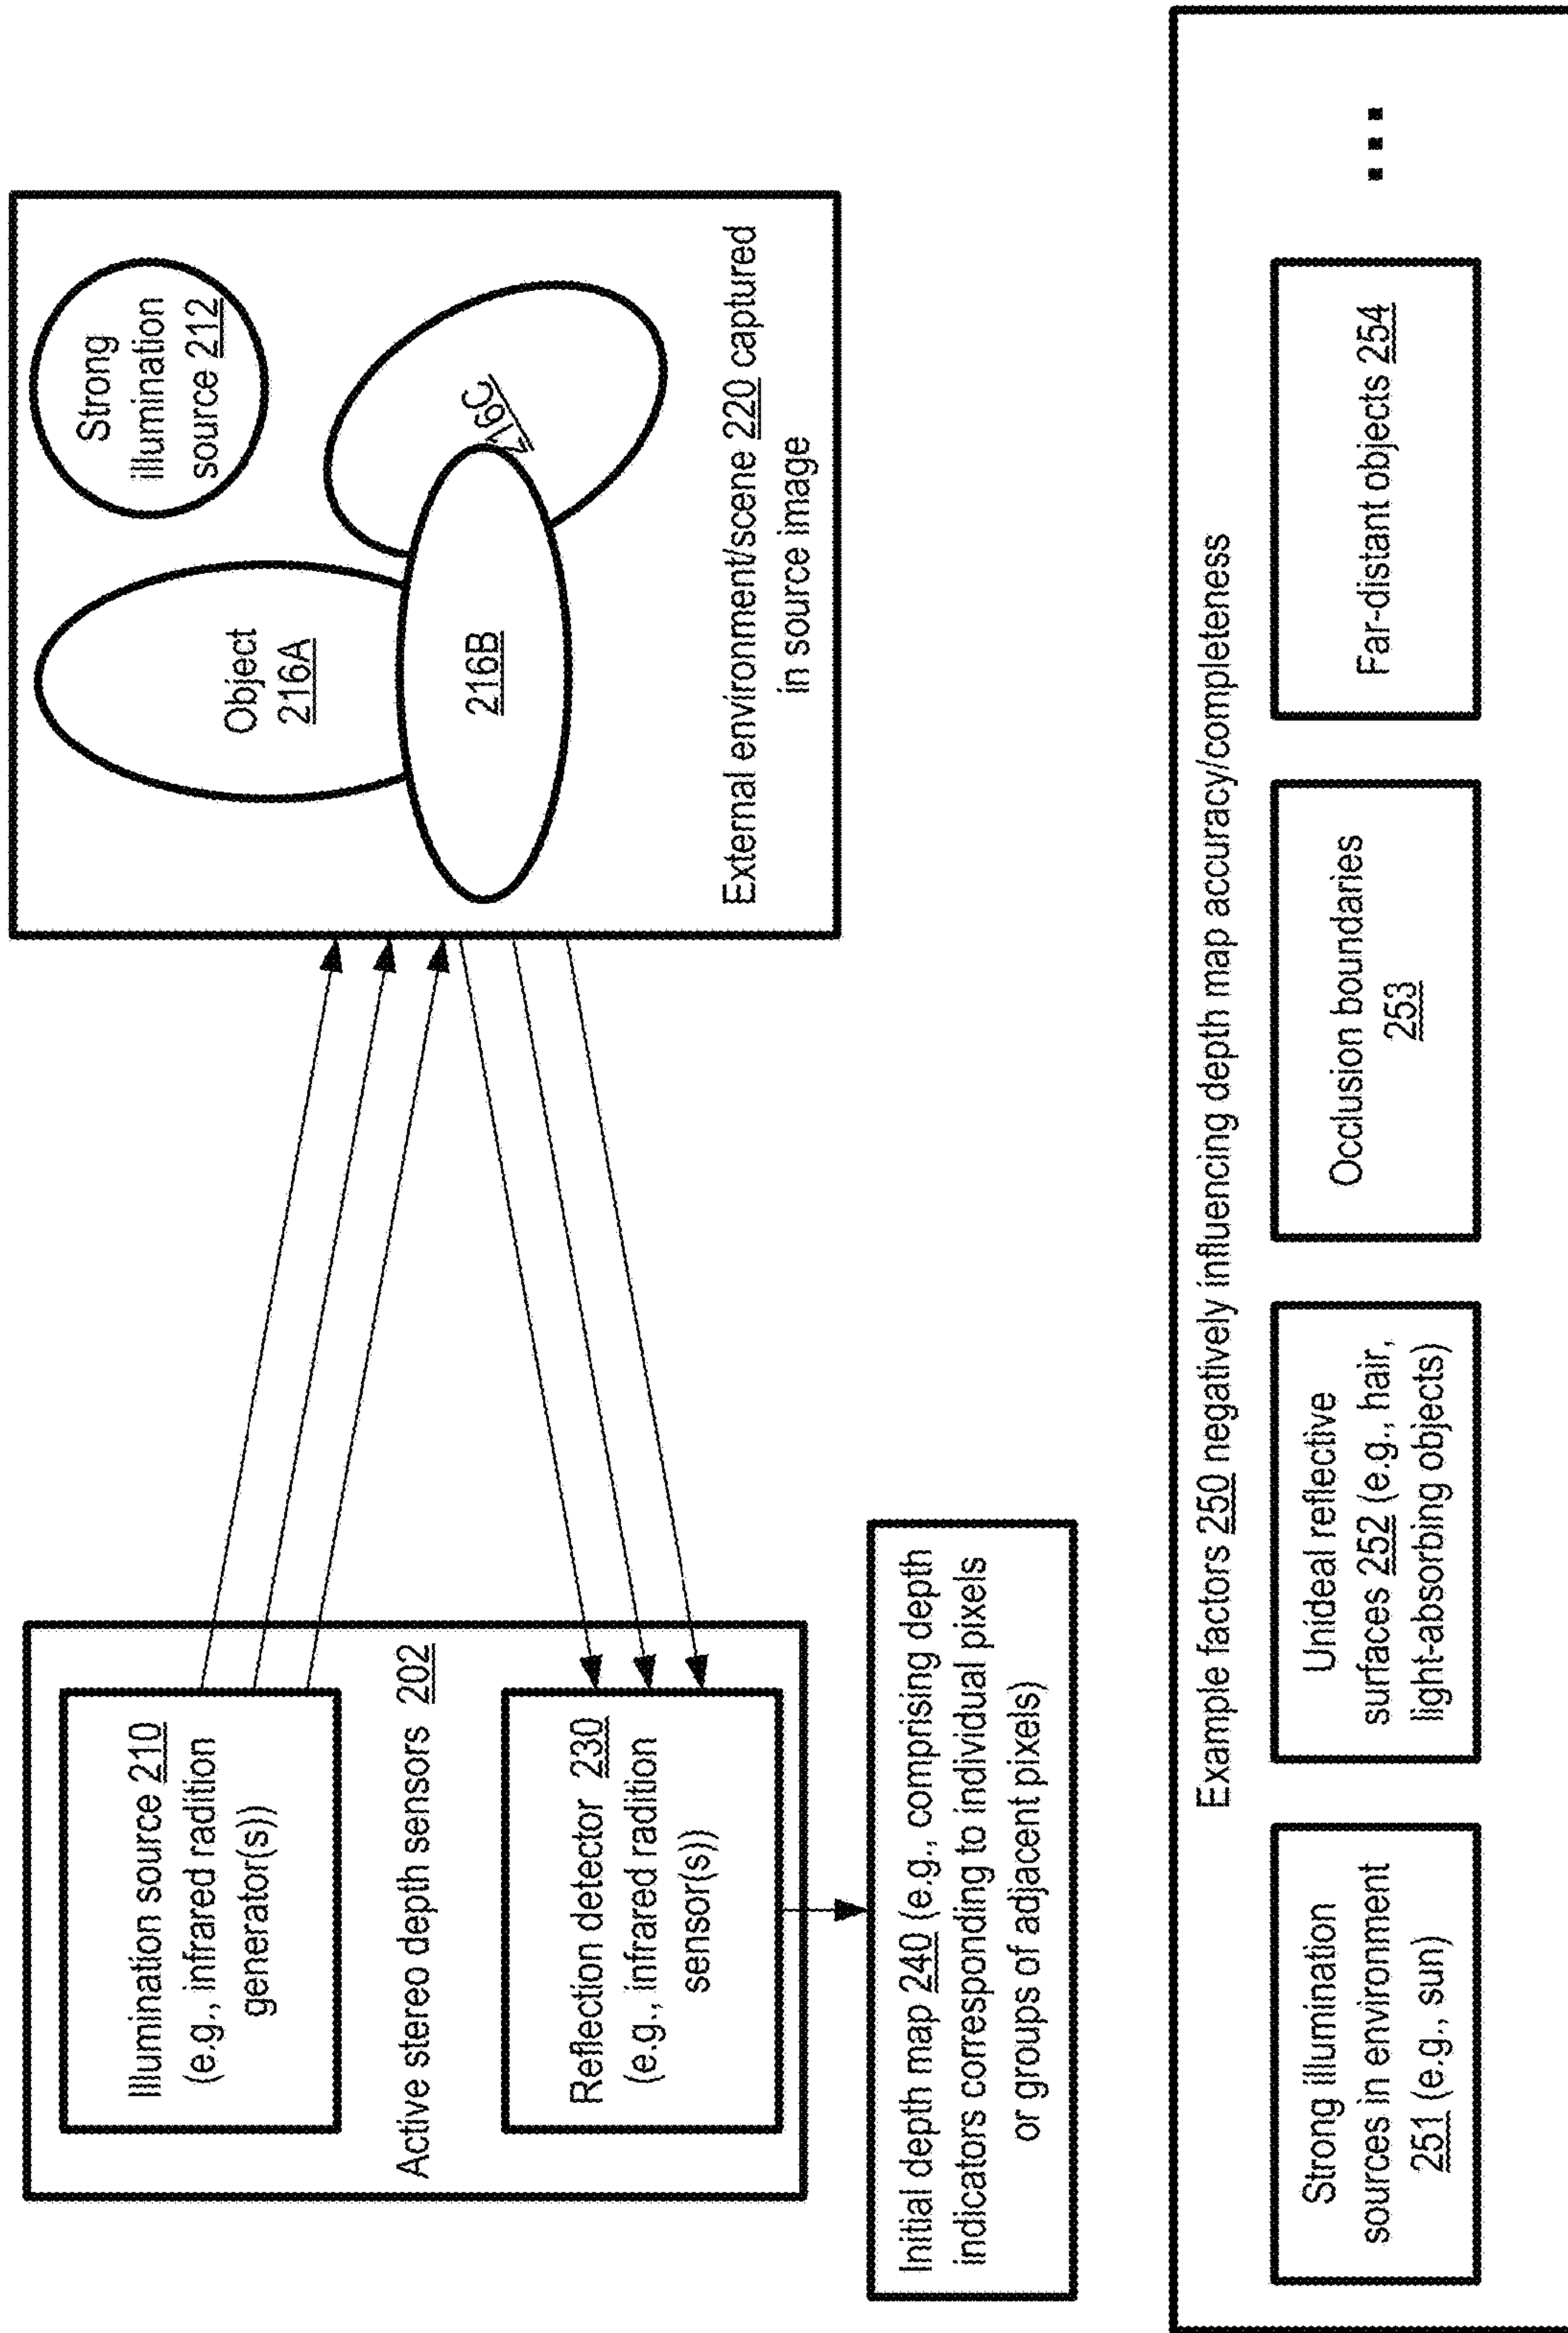 Illumination source 210
(e.g., infrared radition
generator(s))
Active stereo depth sensors 202
Reflection detector 230
(e.g., infrared radition
sensor(s))
Initial depth map 240 (e.g., comprising depth
indicators corresponding to individual pixels
or groups of adjacent pixels)
Object
216A
Strong
illumination
source 212
216B
216C
External environment/scene 220 captured
in source image
Example factors 250 negatively influencing depth map accuracy/completeness
Strong illumination
sources in environment
251 (e.g., sun)
Unideal reflective
surfaces 252 (e.g., hair,
light-absorbing objects)
Occlusion boundaries
253
Far-distant objects 254
...